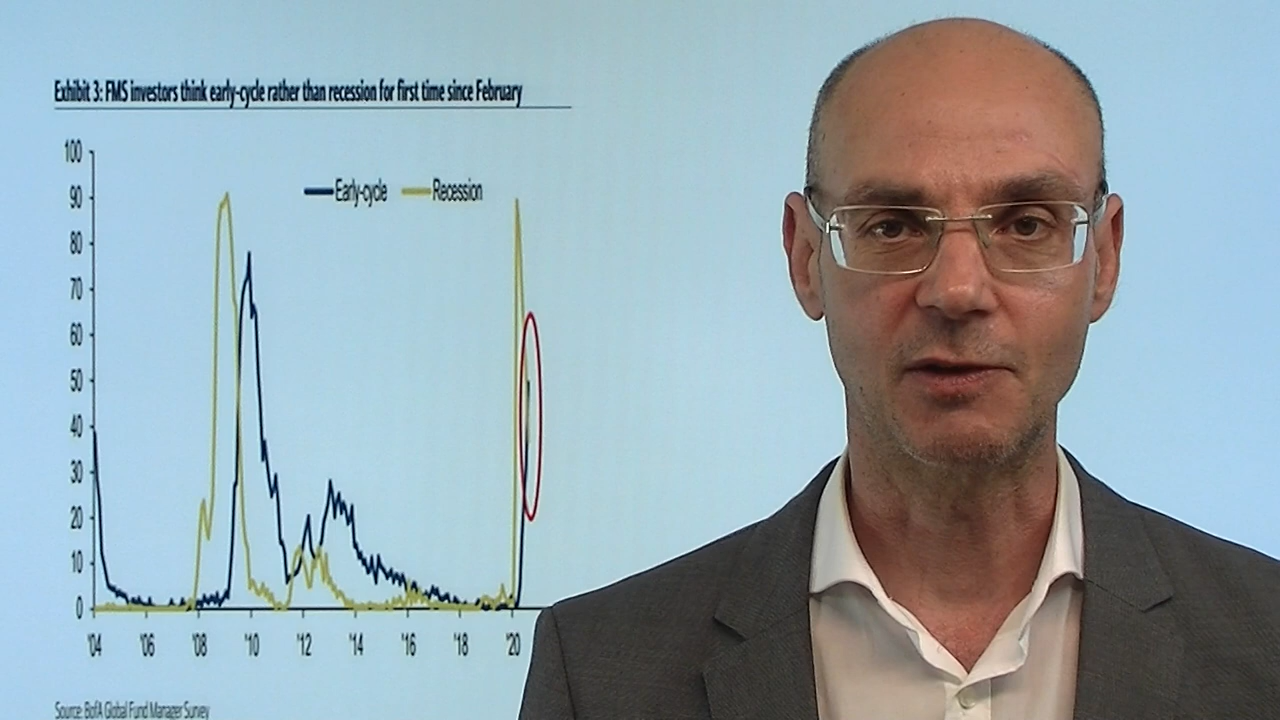 Exhibit 3: FMS investors think early-cycle rather than recession for first time since February
100
90
80
70
60
50
40
30
20
10
0
Early-cycle
Recession
'04 '06 '08 '10 '12 '14 '16 '18 '20
Source: BofA Global Fund Manager Survey